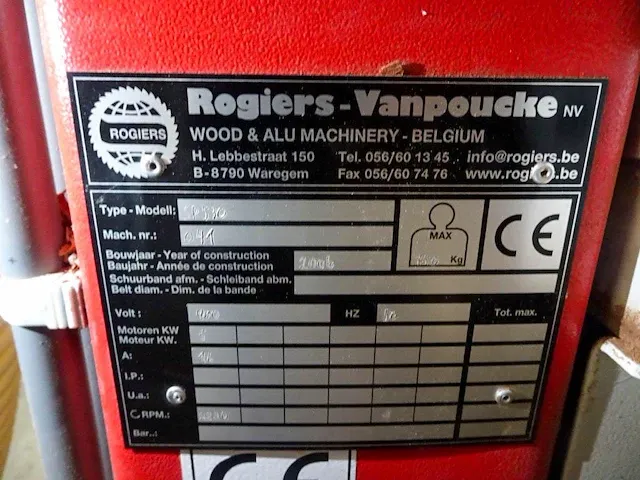 ROGIERS
Rogiers-Vanpoucke NV
WOOD & ALU MACHINERY - BELGIUM
H. Lebbestraat 150 Tel. 056/60 13 45 info@rogiers.be
B-8790 Waregem Fax 056/60 74 76 www.rogiers.be
Type - Modell:
Mach. nr.:
Bouwjaar - Year of construction
Baujahr - Année de construction
Schuurband afm. - Schleiband abm.
Belt diam. - Dim. de la bande
MAX
Kg
CE
Volt: HZ Tot. max.
Motoren KW
Moteur KW.
A:
I.P.:
U.a.:
RPM.:
Bar..:
CE